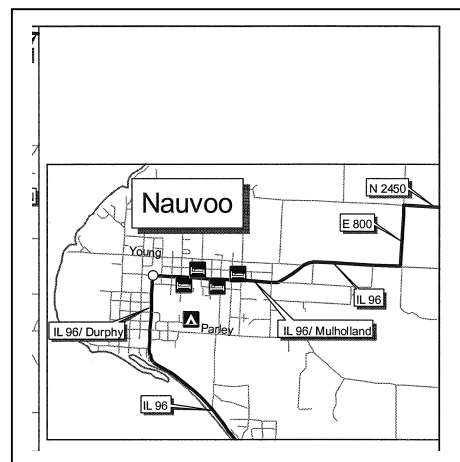 N 2450
Nauvoo
E 800
Young
IL 96
IL 96/ Durphy
Parley
IL 96/ Mulholland
IL 96